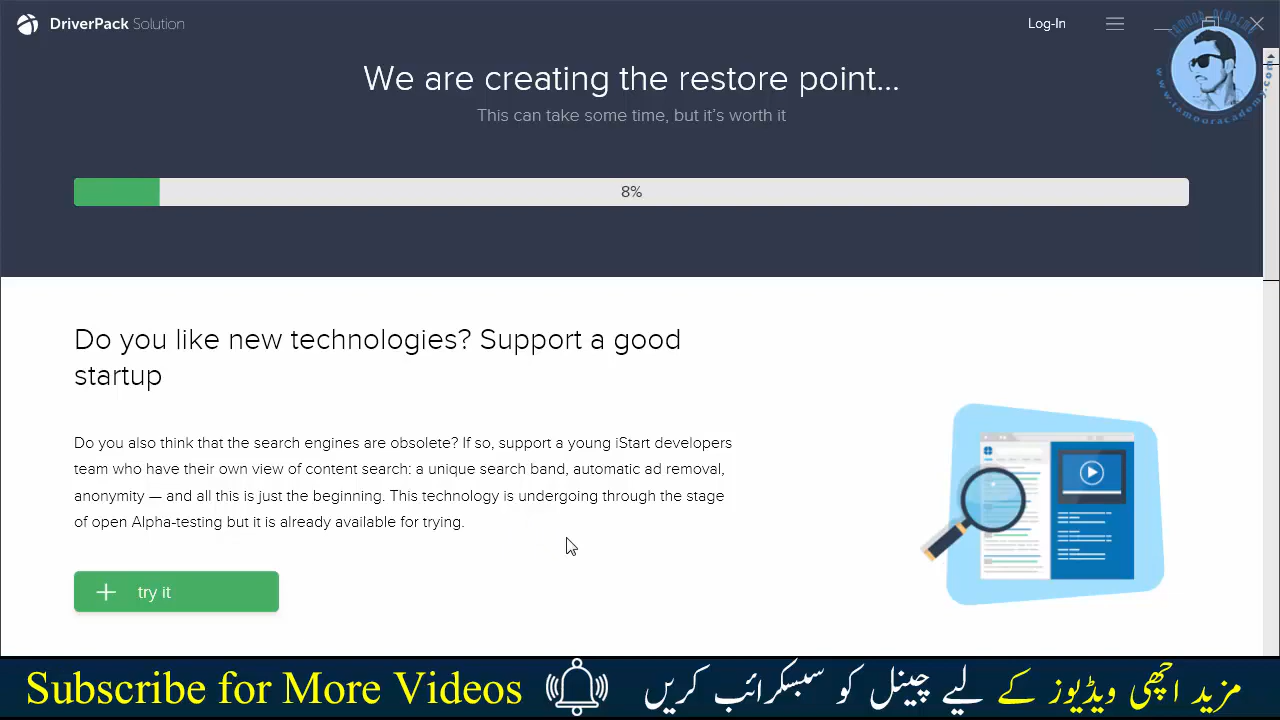 DriverPack Solution
Log-In
TAMOOR ACADEMY
www.tamooracademy.com
We are creating the restore point...
This can take some time, but it's worth it
8%
Do you like new technologies? Support a good
startup
Do you also think that the search engines are obsolete? If so, support a young iStart developers
team who have their own view of content search: a unique search band, automatic ad removal,
anonymity — and all this is just the beginning. This technology is undergoing through the stage
of open Alpha-testing but it is already available for trying.
try it
Subscribe for More Videos
مزید اچھی ویڈیوز کے لیے چینل کو سبسکرائب کریں